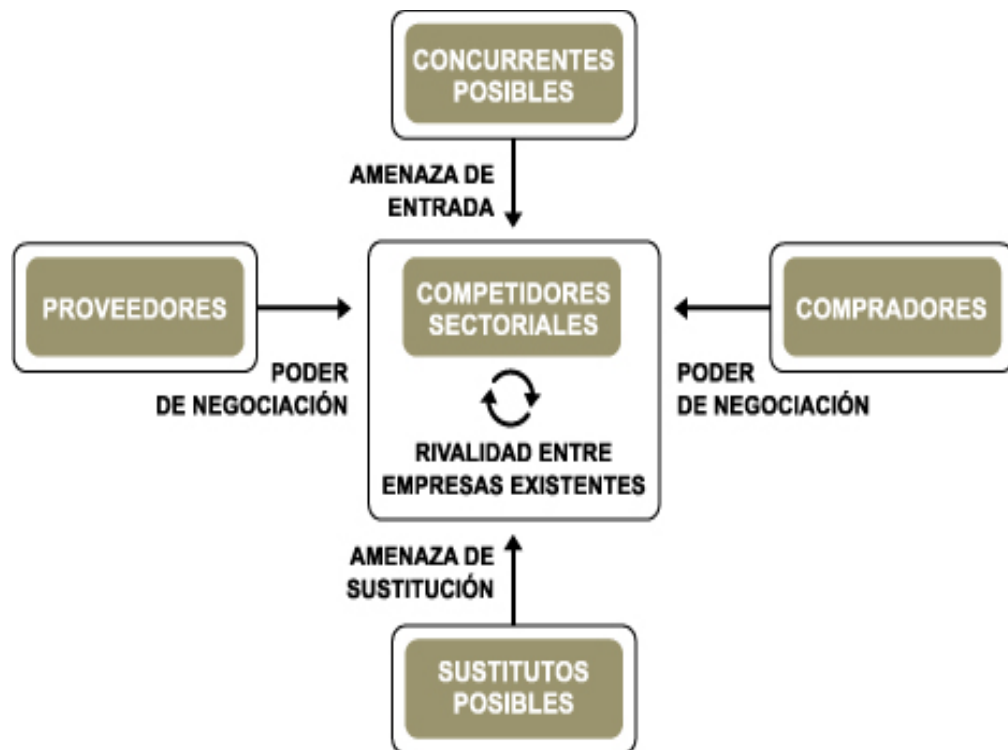 CONCURRENTES
POSIBLES
AMENAZA DE
ENTRADA
PROVEEDORES
COMPETIDORES
SECTORIALES
COMPRADORES
PODER
DE NEGOCIACIÓN
PODER
DE NEGOCIACIÓN
RIVALIDAD ENTRE
EMPRESAS EXISTENTES
AMENAZA DE
SUSTITUCIÓN
SUSTITUTOS
POSIBLES